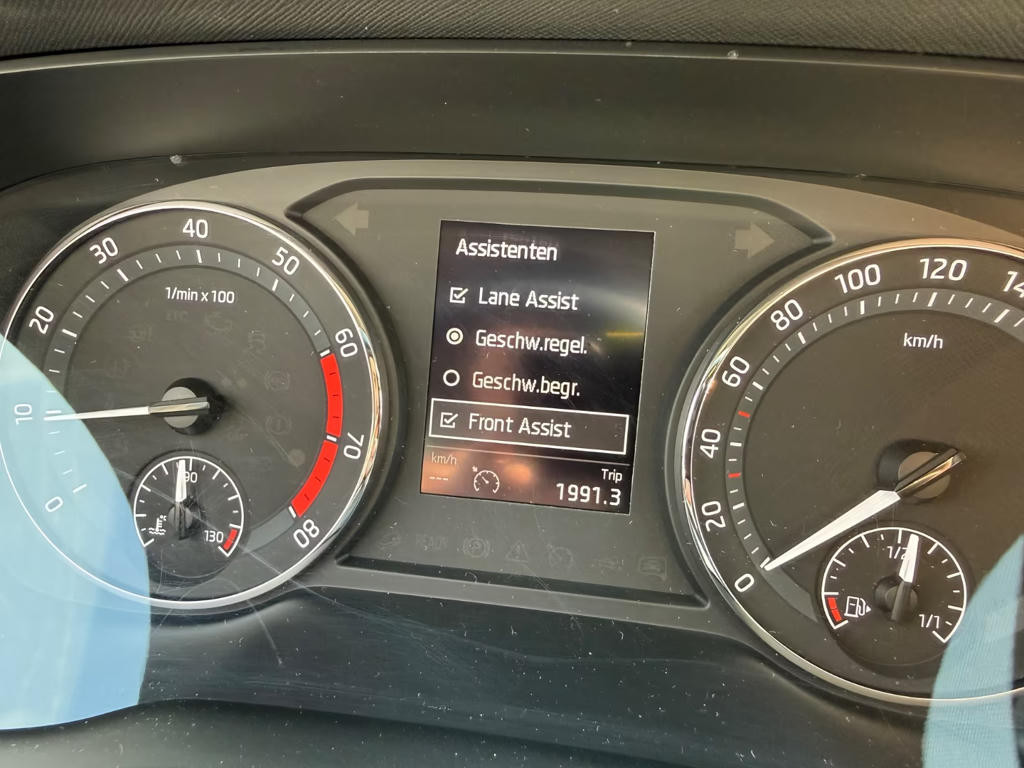 40
30
50
20
1/min x 100
60
10
70
0
90
130
80
Assistenten
Lane Assist
Geschw.regel.
Geschw.begr.
Front Assist
km/h
Trip
---
1991.3
120
100
80
km/h
60
40
20
0
1/2
1/1